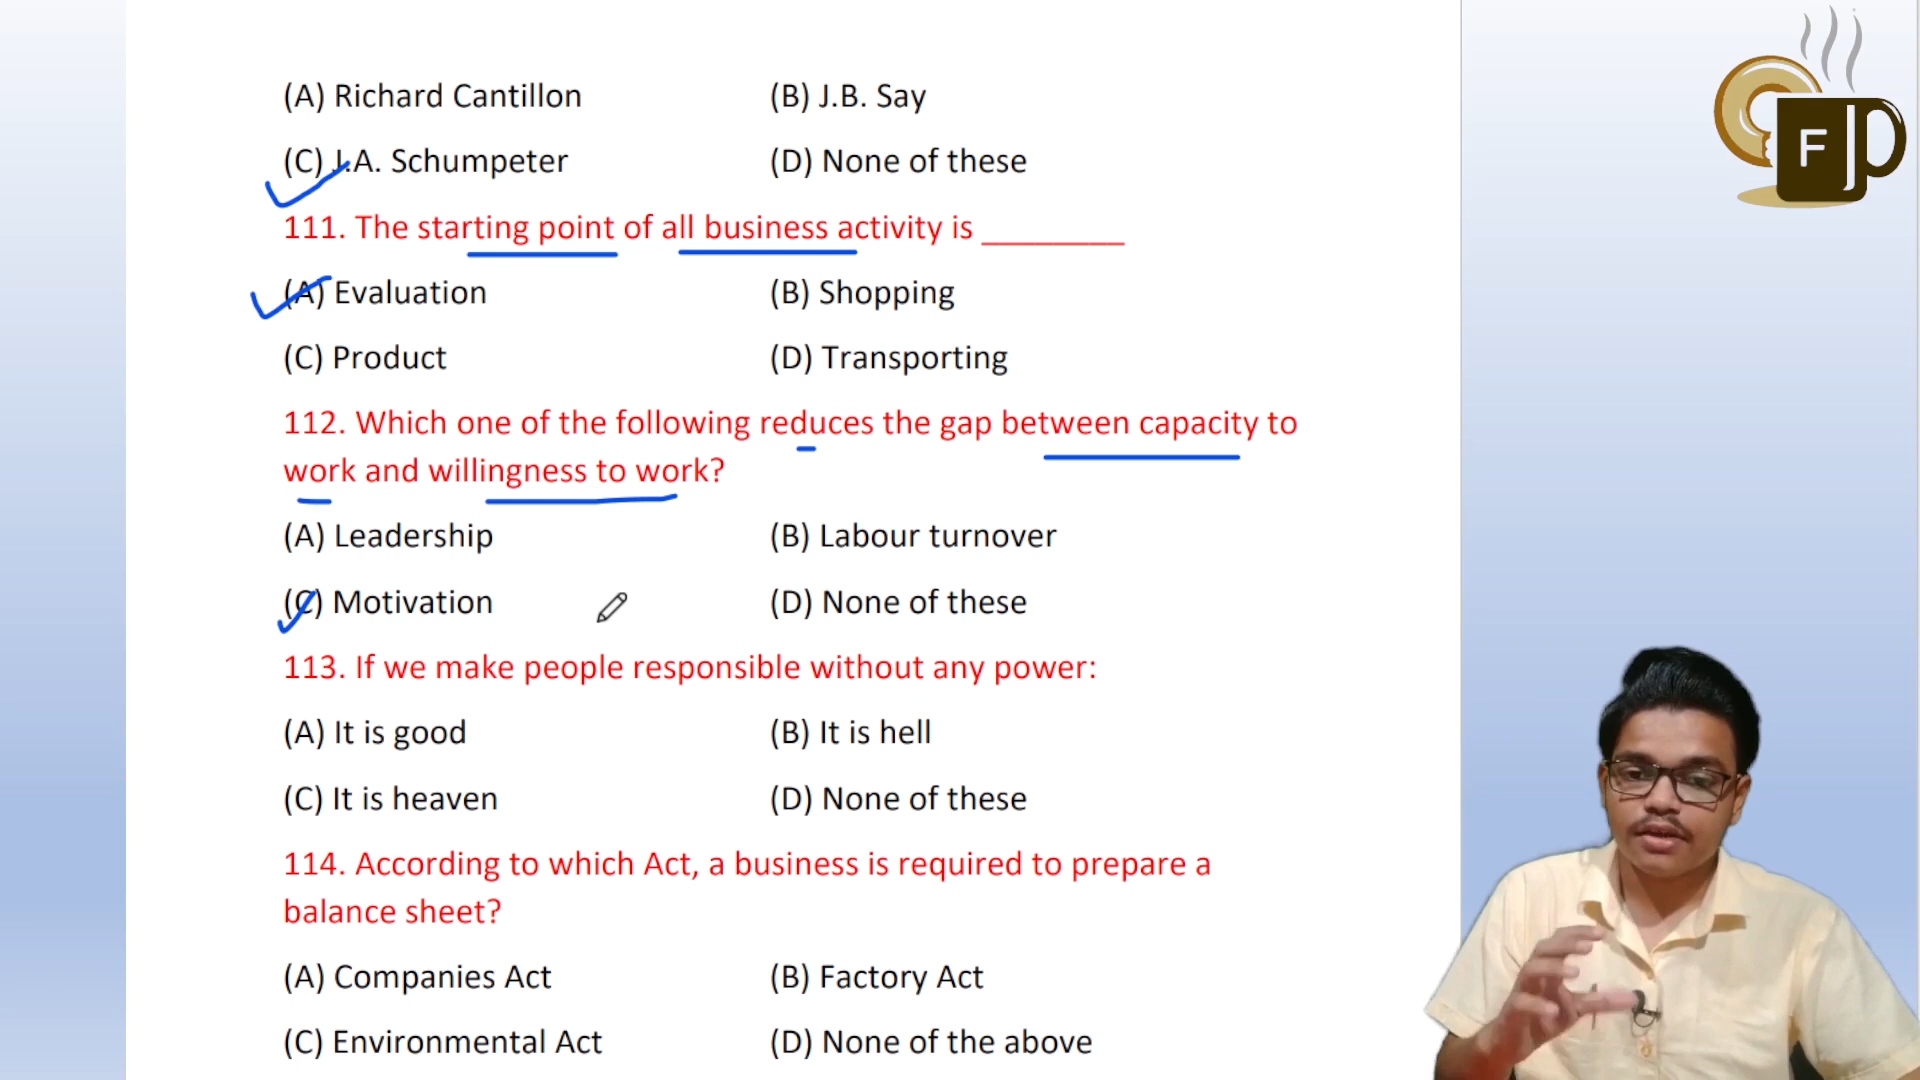 (A) Richard Cantillon (B) J.B. Say
(C) J.A. Schumpeter (D) None of these
111. The starting point of all business activity is ________
(A) Evaluation (B) Shopping
(C) Product (D) Transporting
112. Which one of the following reduces the gap between capacity to
work and willingness to work?
(A) Leadership (B) Labour turnover
(C) Motivation (D) None of these
113. If we make people responsible without any power:
(A) It is good (B) It is hell
(C) It is heaven (D) None of these
114. According to which Act, a business is required to prepare a
balance sheet?
(A) Companies Act (B) Factory Act
(C) Environmental Act (D) None of the above
F J